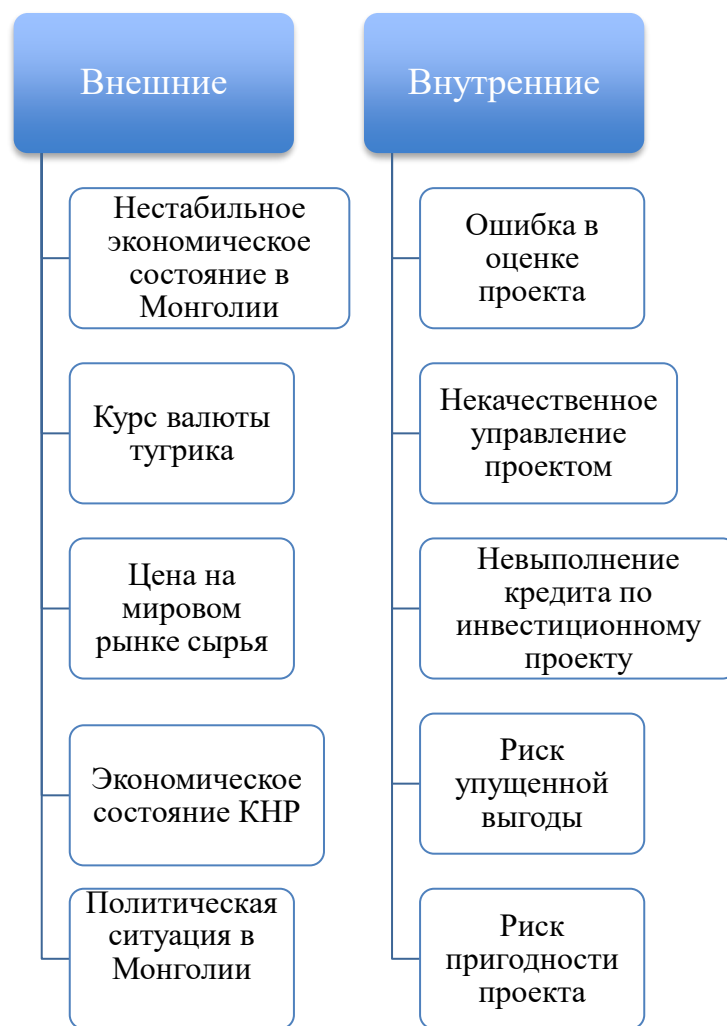 Внешние
Нестабильное
экономическое
состояние в
Монголии
Курс валюты
тугрика
Цена на
мировом
рынке сырья
Экономическое
состояние КНР
Политическая
ситуация в
Монголии
Внутренние
Ошибка в
оценке
проекта
Некачественное
управление
проектом
Невыполнение
кредита по
инвестиционному
проекту
Риск
упущенной
выгоды
Риск
пригодности
проекта